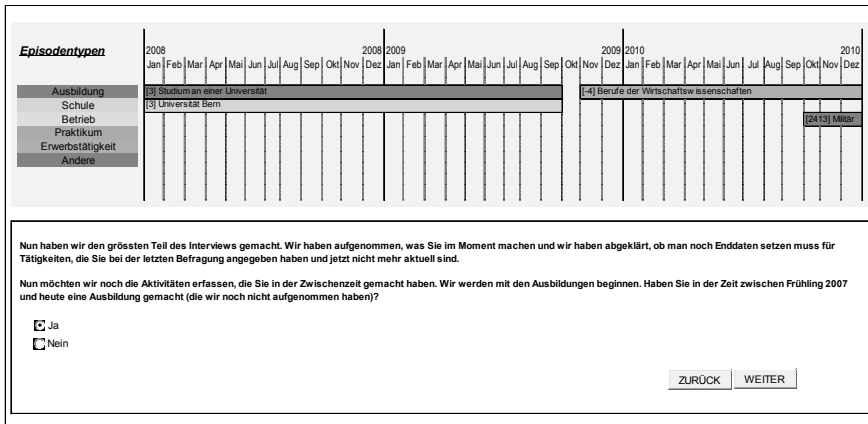 Episodentypen
2008 2008 2009 2009 2010 2010
Jan Feb Mar Apr Mai Jun Jul Aug Sep Okt Nov Dez Jan Feb Mar Apr Mai Jun Jul Aug Sep Okt Nov Dez Jan Feb Mar Apr Mai Jun Jul Aug Sep Okt Nov Dez
Ausbildung [3] Studium an einer Universität [-4] Berufe der Wirtschaftswissenschaften
Schule [3] Universität Bern
Betrieb [2413] Militär
Praktikum
Erwerbstätigkeit
Andere
Nun haben wir den grössten Teil des Interviews gemacht. Wir haben aufgenommen, was Sie im Moment machen und wir haben abgeklärt, ob man noch Enddaten setzen muss für
Tätigkeiten, die Sie bei der letzten Befragung angegeben haben und jetzt nicht mehr aktuell sind.
Nun möchten wir noch die Aktivitäten erfassen, die Sie in der Zwischenzeit gemacht haben. Wir werden mit den Ausbildungen beginnen. Haben Sie in der Zeit zwischen Frühling 2007
und heute eine Ausbildung gemacht (die wir noch nicht aufgenommen haben)?
Ja
Nein
ZURÜCK WEITER